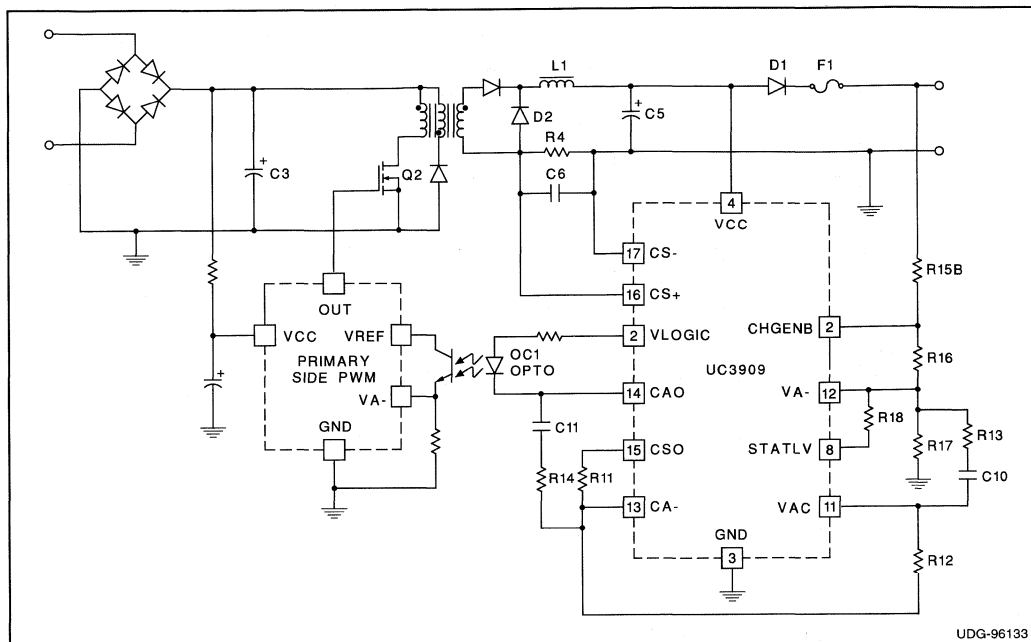 L1
D1
F1
D2
C5
R4
C3
Q2
C6
4
VCC
17 CS-
R15B
OUT
16 CS+
VCC
VREF
2 VLOGIC
CHGENB 2
PRIMARY
SIDE PWM
OC1
OPTO
UC3909
R16
VA-
14 CAO
VA- 12
GND
C11
R18
R13
15 CSO
STATLV 8
R17
R14
R11
C10
13 CA-
VAC 11
GND
3
R12
UDG-96133
+
+
+